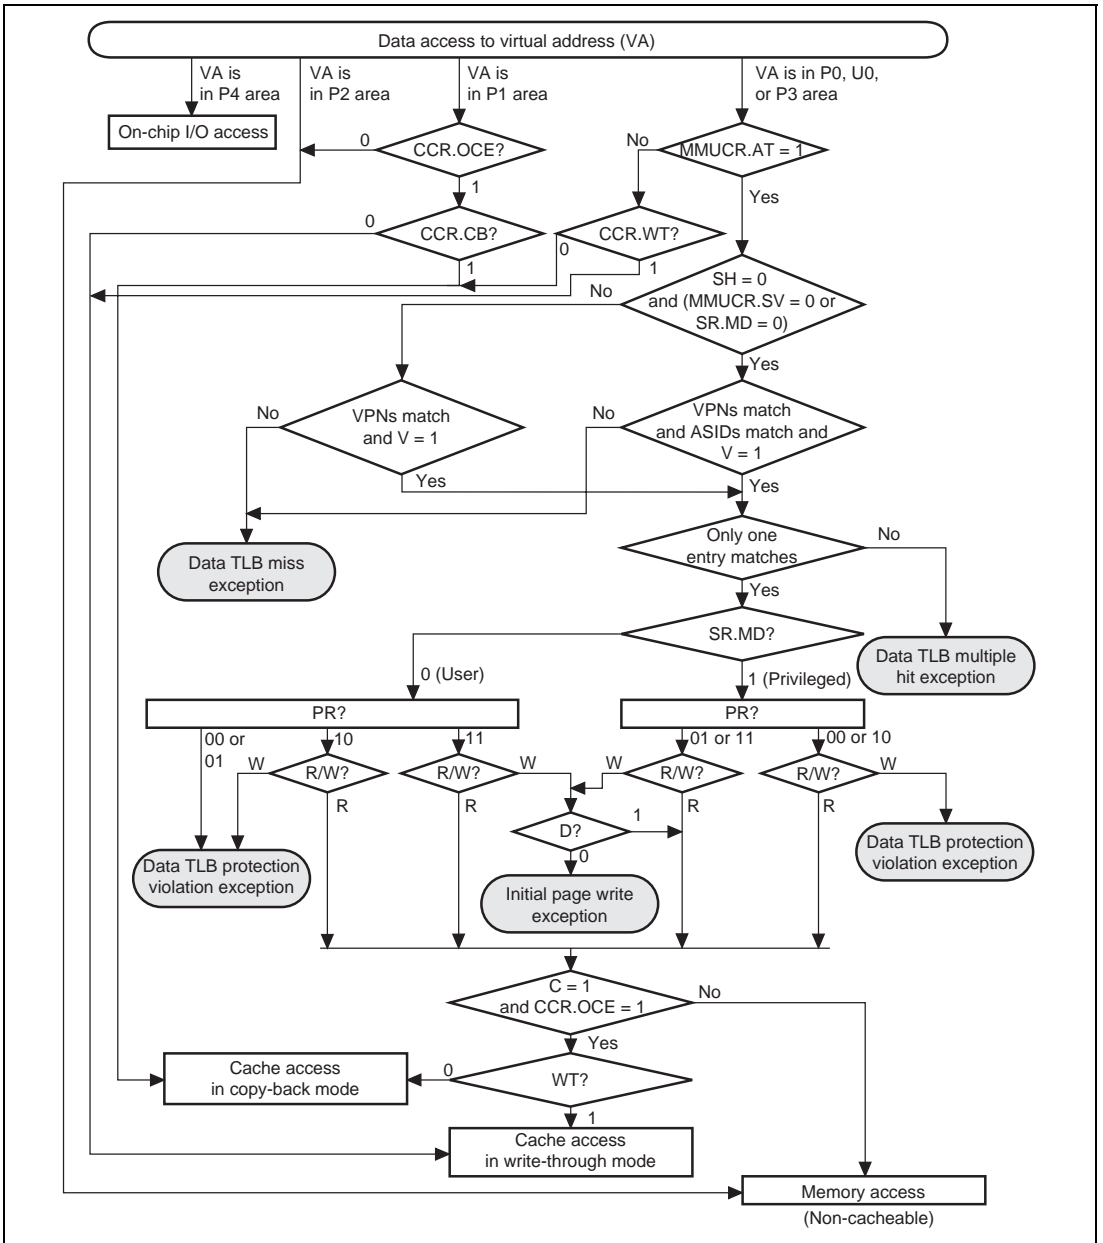 Data access to virtual address (VA)
VA is
in P4 area
VA is
in P2 area
VA is
in P1 area
VA is in P0, U0,
or P3 area
On-chip I/O access
0
CCR.OCE?
No
MMUCR.AT = 1
1
Yes
0
CCR.CB?
CCR.WT?
0
1
1
SH = 0
and (MMUCR.SV = 0 or
SR.MD = 0)
No
Yes
No
VPNs match
and V = 1
No
VPNs match
and ASIDs match and
V = 1
Yes
Yes
Only one
entry matches
No
Data TLB miss
exception
Yes
SR.MD?
Data TLB multiple
hit exception
0 (User)
1 (Privileged)
PR?
PR?
00 or
01
10
11
01 or 11
00 or 10
W
R/W?
R/W?
W
W
R/W?
R/W?
W
R
R
R
R
D?
1
0
Data TLB protection
violation exception
Data TLB protection
violation exception
Initial page write
exception
C = 1
and CCR.OCE = 1
No
Yes
Cache access
in copy-back mode
0
WT?
1
Cache access
in write-through mode
Memory access
(Non-cacheable)